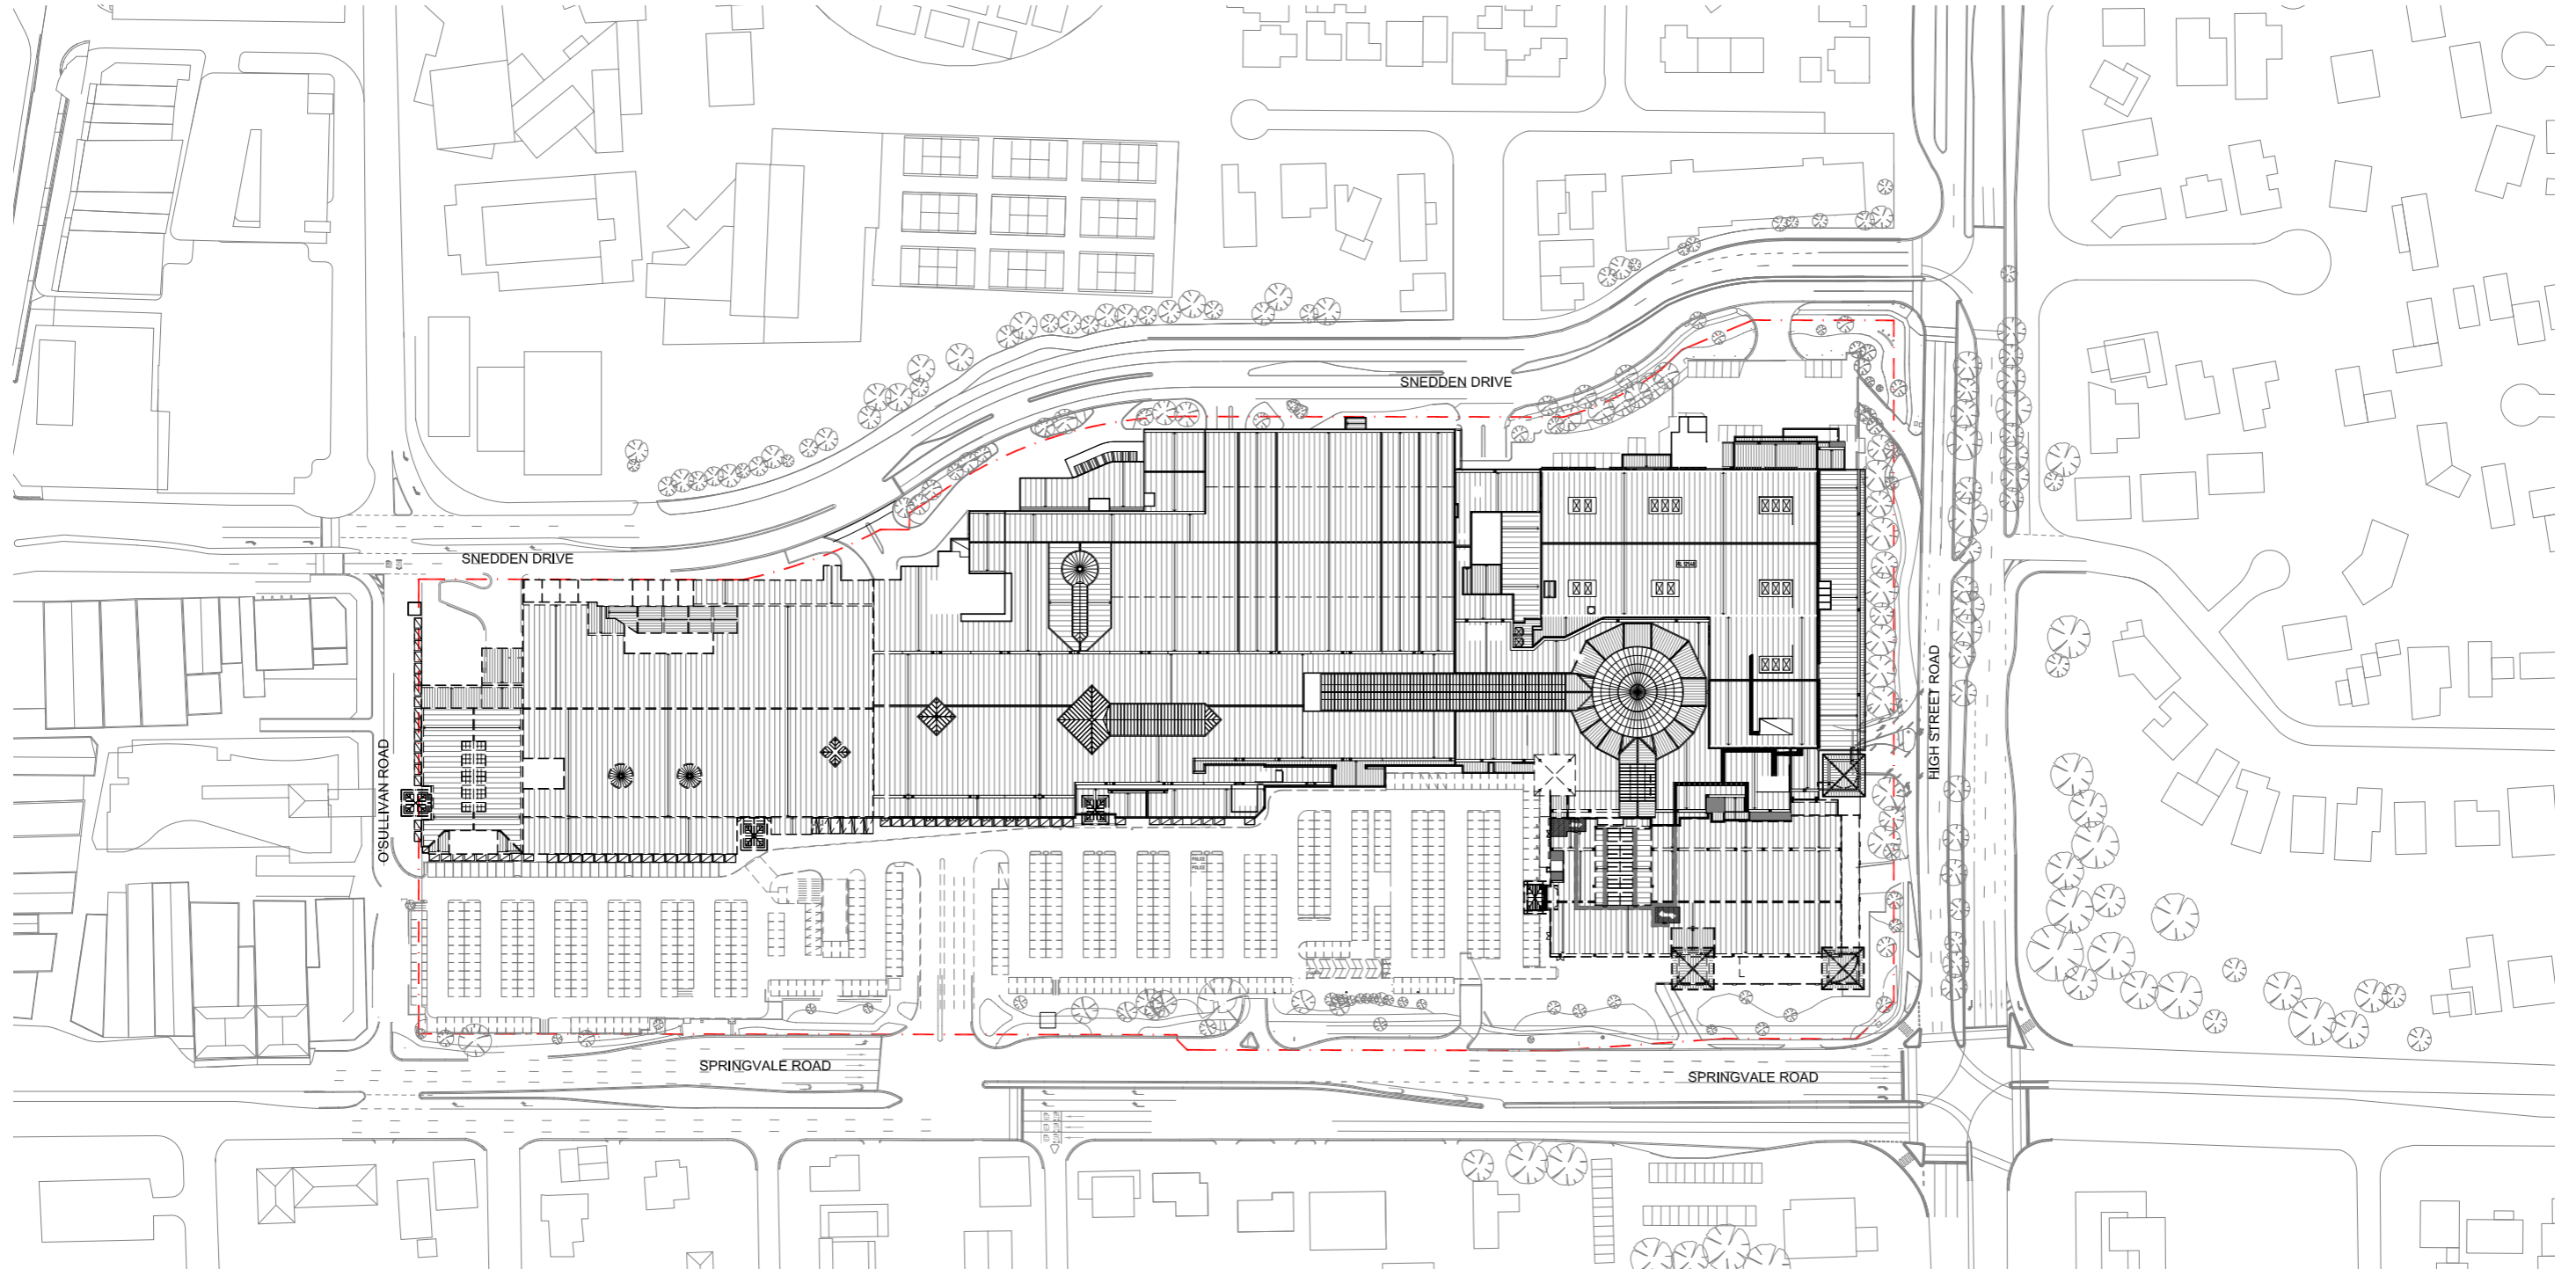 SNEDDEN DRIVE
SNEDDEN DRIVE
HIGH STREET ROAD
O'SULLIVAN ROAD
SPRINGVALE ROAD
SPRINGVALE ROAD